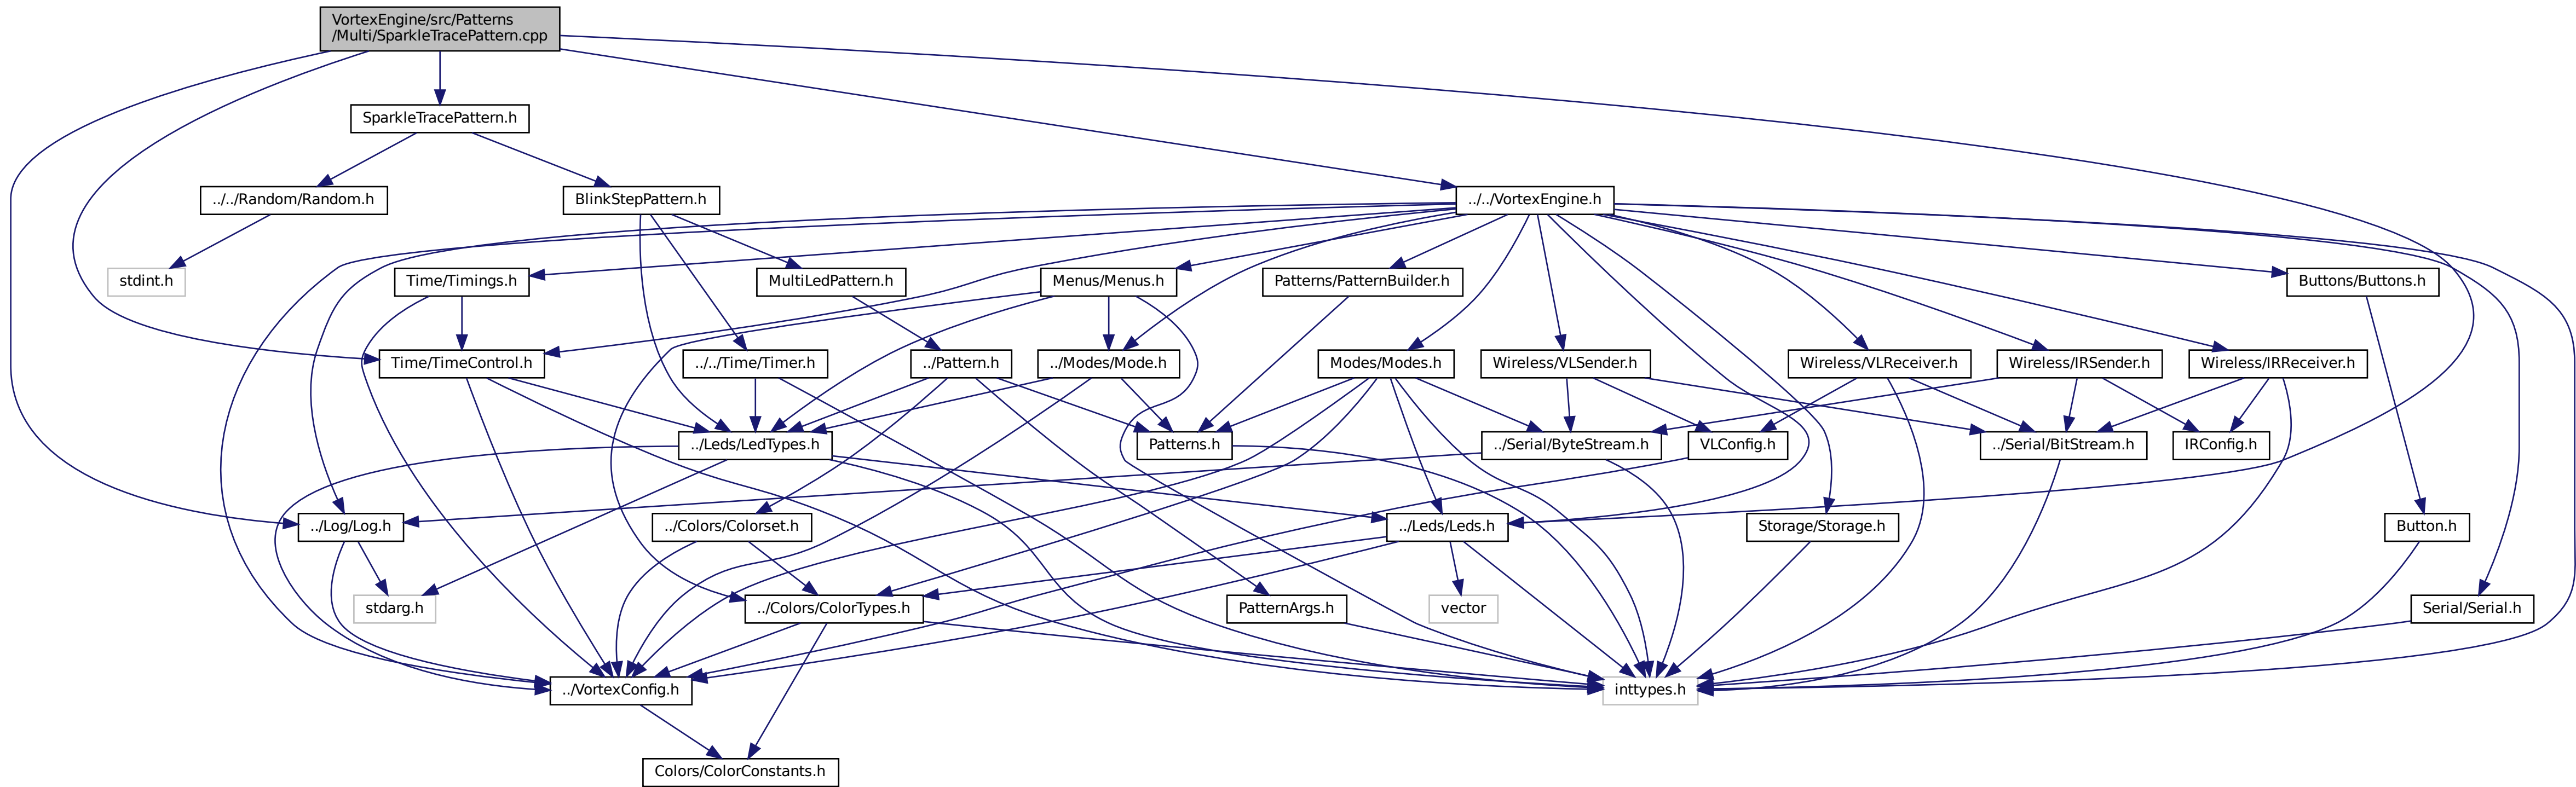 VortexEngine/src/Patterns
/Multi/SparkleTracePattern.cpp
SparkleTracePattern.h
../../Random/Random.h
BlinkStepPattern.h
../../VortexEngine.h
stdint.h
Time/Timings.h
MultiLedPattern.h
Menus/Menus.h
Patterns/PatternBuilder.h
Buttons/Buttons.h
Time/TimeControl.h
../../Time/Timer.h
../Pattern.h
../Modes/Mode.h
Modes/Modes.h
Wireless/VLSender.h
Wireless/VLReceiver.h
Wireless/IRSender.h
Wireless/IRReceiver.h
../Leds/LedTypes.h
Patterns.h
../Serial/ByteStream.h
VLConfig.h
../Serial/BitStream.h
IRConfig.h
../Log/Log.h
../Colors/Colorset.h
../Leds/Leds.h
Storage/Storage.h
Button.h
stdarg.h
../Colors/ColorTypes.h
PatternArgs.h
vector
Serial/Serial.h
../VortexConfig.h
inttypes.h
Colors/ColorConstants.h